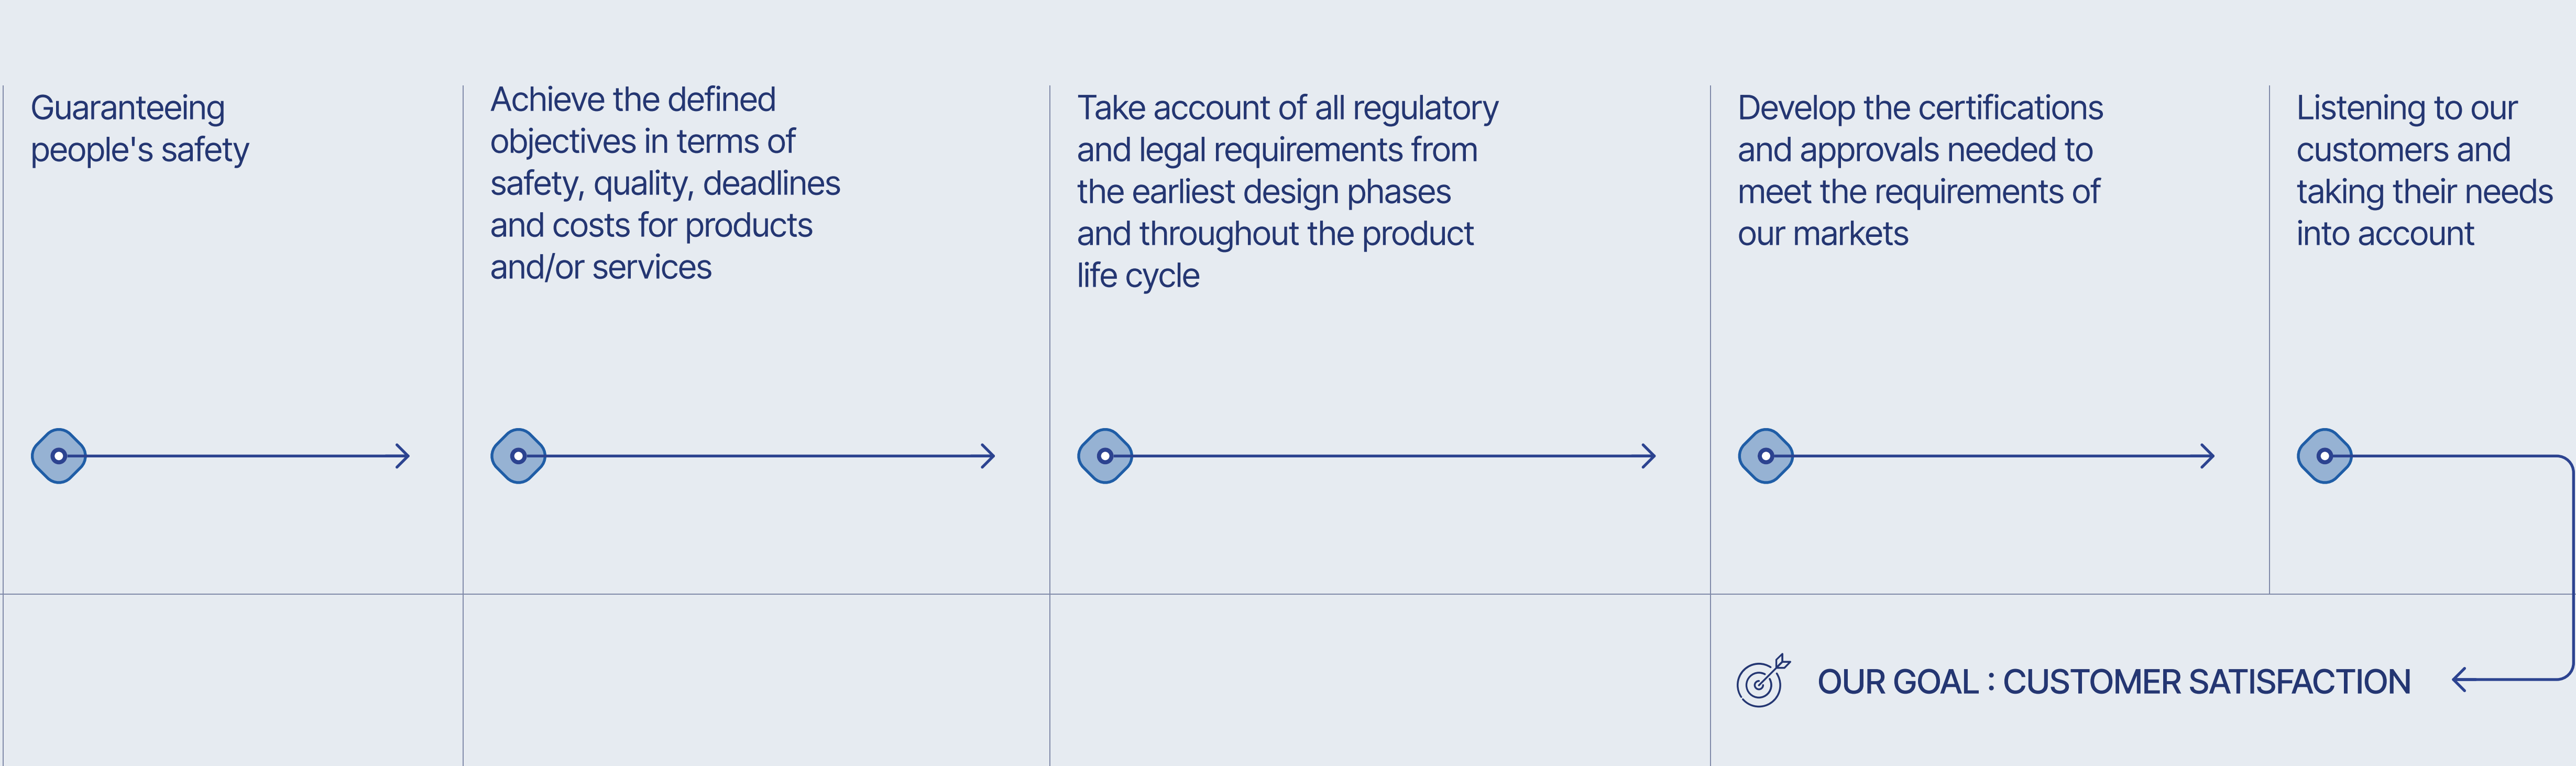 Guaranteeing
people's safety
Achieve the defined
objectives in terms of
safety, quality, deadlines
and costs for products
and/or services
Take account of all regulatory
and legal requirements from
the earliest design phases
and throughout the product
life cycle
Develop the certifications
and approvals needed to
meet the requirements of
our markets
Listening to our
customers and
taking their needs
into account
OUR GOAL : CUSTOMER SATISFACTION